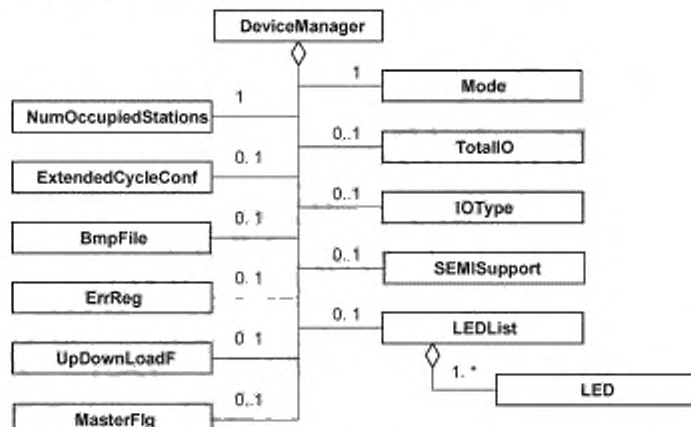 DeviceManager
1
Mode
1
NumOccupiedStations
0..1
TotalIO
0. 1
ExtendedCycleConf
0..1
IOType
0. 1
BmpFile
0. 1
SEMISupport
0. 1
ErrReg
0. 1
LEDList
0 1
UpDownLoadF
1. *
LED
0..1
MasterFlg